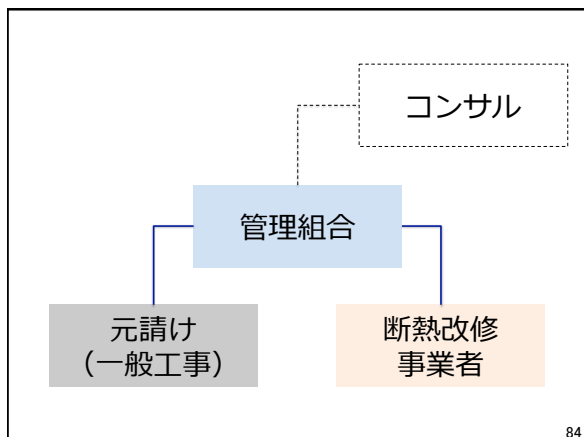 コンサル
管理組合
元請け
（一般工事）
断熱改修
事業者
84